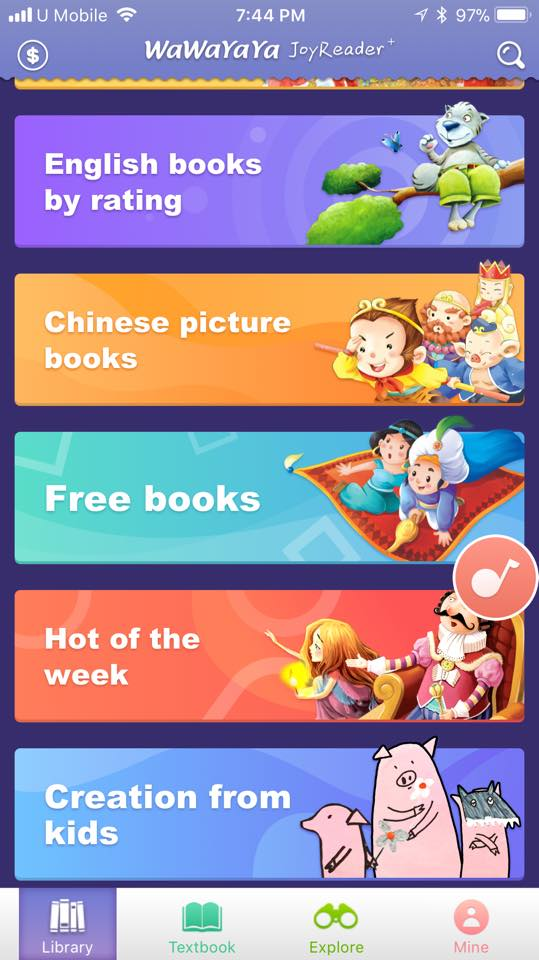 U Mobile 7:44 PM 97%
$ WaWaYaYa JoyReader+
English books
by rating
Chinese picture
books
Free books
Hot of the
week
Creation from
kids
Library Textbook Explore Mine